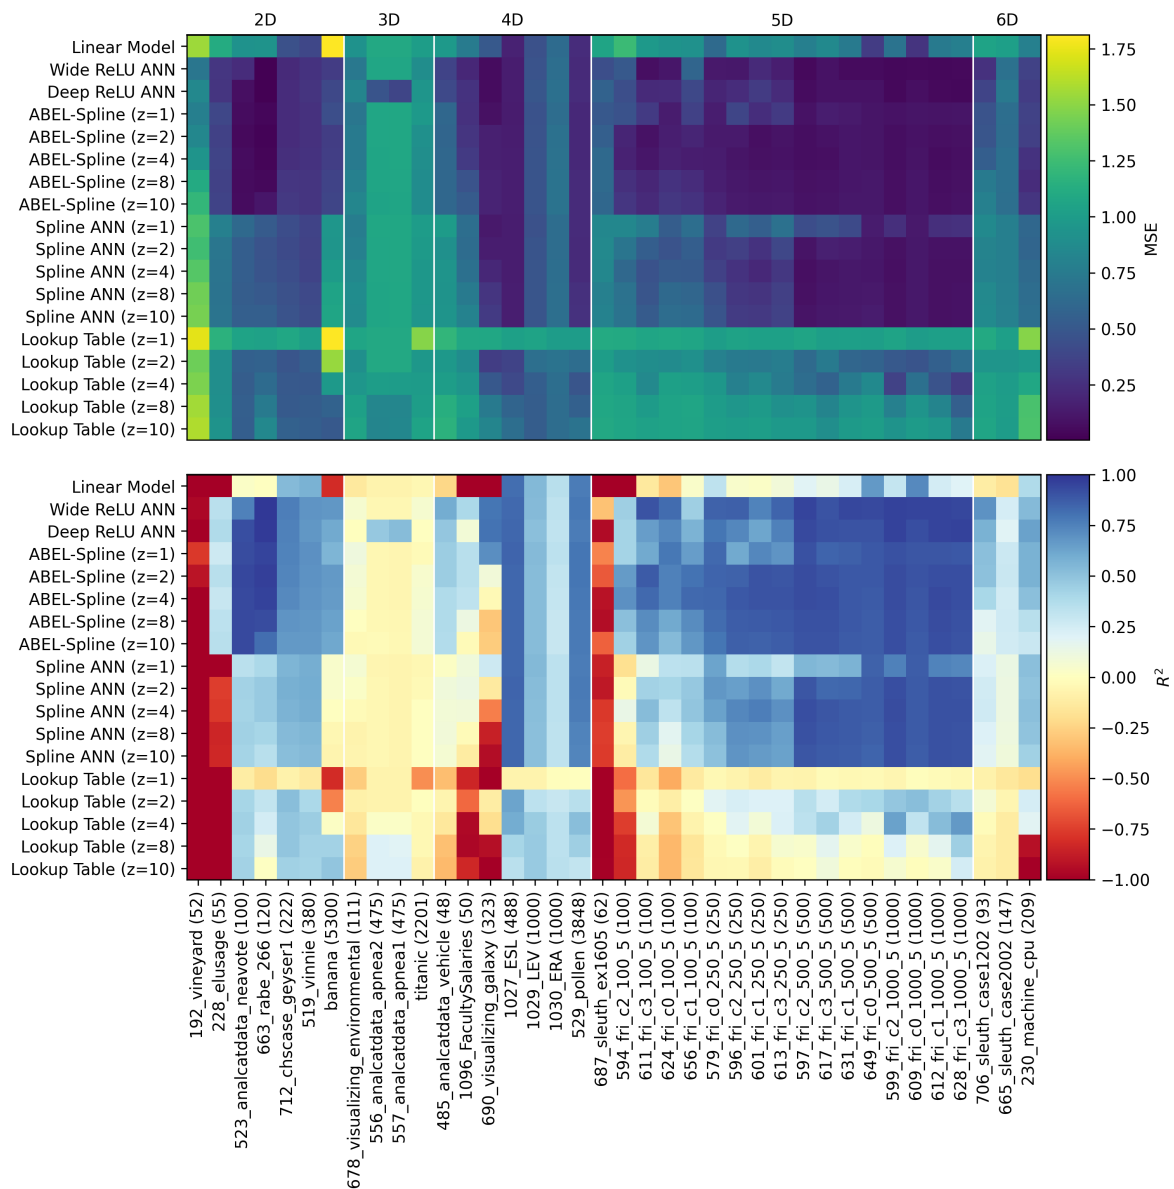 2D 3D 4D 5D 6D
Linear Model
Wide ReLU ANN
Deep ReLU ANN
ABEL-Spline (z=1)
ABEL-Spline (z=2)
ABEL-Spline (z=4)
ABEL-Spline (z=8)
ABEL-Spline (z=10)
Spline ANN (z=1)
Spline ANN (z=2)
Spline ANN (z=4)
Spline ANN (z=8)
Spline ANN (z=10)
Lookup Table (z=1)
Lookup Table (z=2)
Lookup Table (z=4)
Lookup Table (z=8)
Lookup Table (z=10)
1.75
1.50
1.25
1.00
0.75
0.50
0.25
MSE
Linear Model
Wide ReLU ANN
Deep ReLU ANN
ABEL-Spline (z=1)
ABEL-Spline (z=2)
ABEL-Spline (z=4)
ABEL-Spline (z=8)
ABEL-Spline (z=10)
Spline ANN (z=1)
Spline ANN (z=2)
Spline ANN (z=4)
Spline ANN (z=8)
Spline ANN (z=10)
Lookup Table (z=1)
Lookup Table (z=2)
Lookup Table (z=4)
Lookup Table (z=8)
Lookup Table (z=10)
1.00
0.75
0.50
0.25
0.00
−0.25
−0.50
−0.75
−1.00
R²
192_vineyard (52)
228_elusage (55)
523_analcatdata_neavote (100)
663_rabe_266 (120)
712_chscase_geyser1 (222)
519_vinnie (380)
banana (5300)
678_visualizing_environmental (111)
556_analcatdata_apnea2 (475)
557_analcatdata_apnea1 (475)
titanic (2201)
485_analcatdata_vehicle (48)
1096_FacultySalaries (50)
690_visualizing_galaxy (323)
1027_ESL (488)
1029_LEV (1000)
1030_ERA (1000)
529_pollen (3848)
687_sleuth_ex1605 (62)
594_fri_c2_100_5 (100)
611_fri_c3_100_5 (100)
624_fri_c0_100_5 (100)
656_fri_c1_100_5 (100)
579_fri_c0_250_5 (250)
596_fri_c2_250_5 (250)
601_fri_c1_250_5 (250)
613_fri_c3_250_5 (250)
597_fri_c2_500_5 (500)
617_fri_c3_500_5 (500)
631_fri_c1_500_5 (500)
649_fri_c0_500_5 (500)
599_fri_c2_1000_5 (1000)
609_fri_c0_1000_5 (1000)
612_fri_c1_1000_5 (1000)
628_fri_c3_1000_5 (1000)
706_sleuth_case1202 (93)
665_sleuth_case2002 (147)
230_machine_cpu (209)